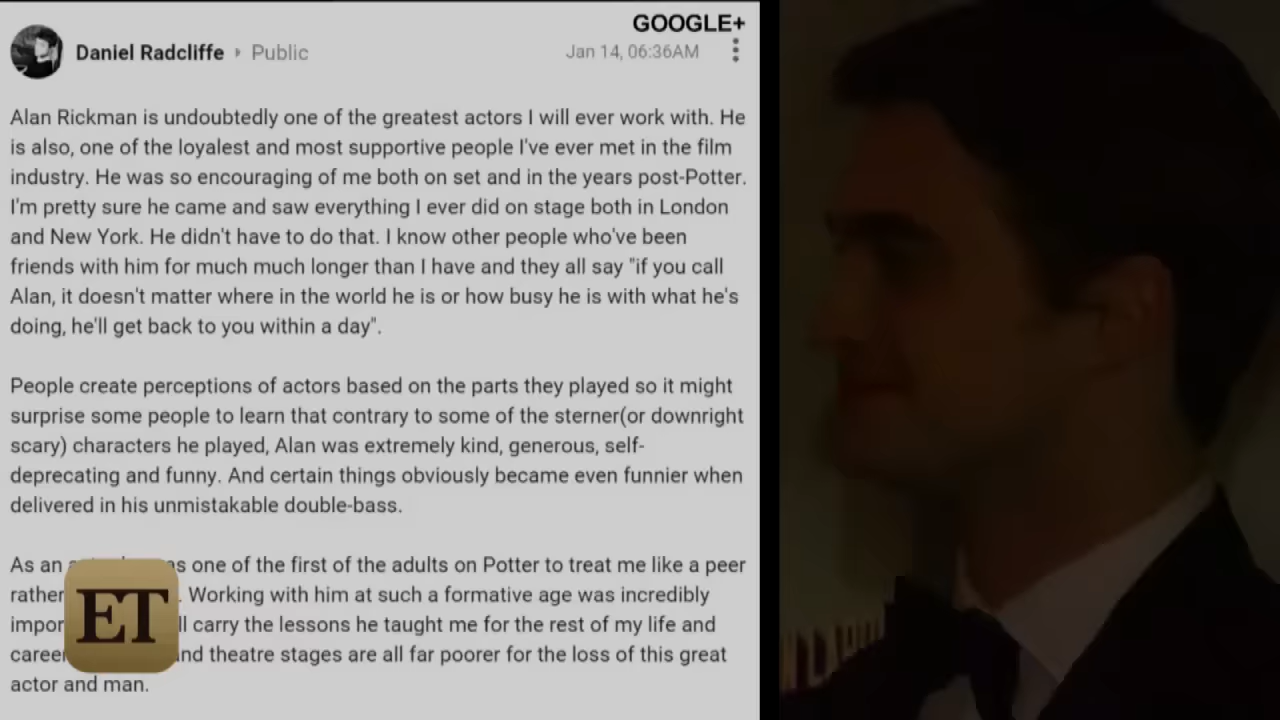 GOOGLE+
Daniel Radcliffe Public
Jan 14, 06:36AM
Alan Rickman is undoubtedly one of the greatest actors I will ever work with. He
is also, one of the loyalest and most supportive people I've ever met in the film
industry. He was so encouraging of me both on set and in the years post-Potter.
I'm pretty sure he came and saw everything I ever did on stage both in London
and New York. He didn't have to do that. I know other people who've been
friends with him for much much longer than I have and they all say "if you call
Alan, it doesn't matter where in the world he is or how busy he is with what he's
doing, he'll get back to you within a day".
People create perceptions of actors based on the parts they played so it might
surprise some people to learn that contrary to some of the sterner(or downright
scary) characters he played, Alan was extremely kind, generous, self-
deprecating and funny. And certain things obviously became even funnier when
delivered in his unmistakable double-bass.
As an one of the first of the adults on Potter to treat me like a peer
rather . Working with him at such a formative age was incredibly
carry the lessons he taught me for the rest of my life and
theatre stages are all far poorer for the loss of this great
actor and man.
ET